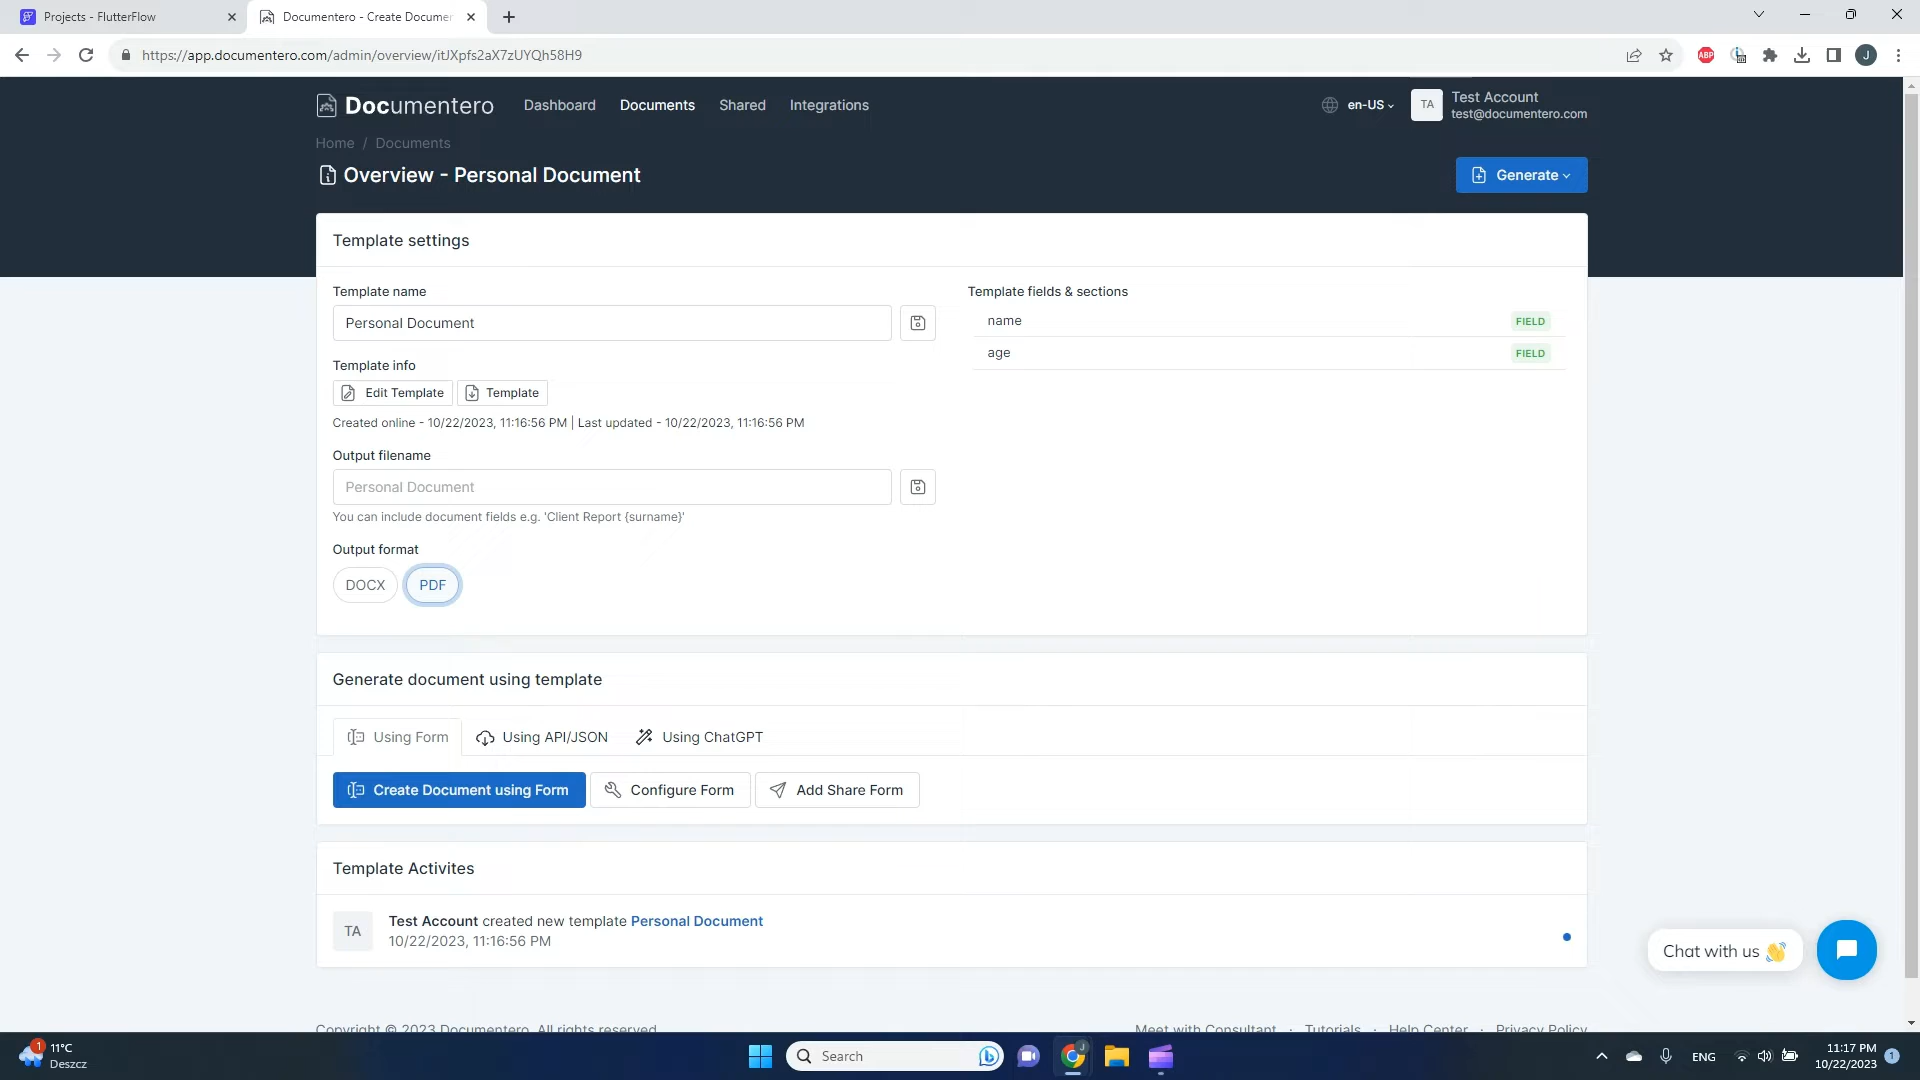 Projects - FlutterFlow
Documentero - Create Documen
https://app.documentero.com/admin/overview/itJXpfs2aX7zUYQh58H9
ABP
J
Documentero
Dashboard
Documents
Shared
Integrations
en-US
TA
Test Account
test@documentero.com
Home / Documents
Overview - Personal Document
Generate
Template settings
Template name
Personal Document
Template info
Edit Template
Template
Created online - 10/22/2023, 11:16:56 PM | Last updated - 10/22/2023, 11:16:56 PM
Output filename
Personal Document
You can include document fields e.g. 'Client Report {surname}'
Output format
DOCX
PDF
Template fields & sections
name
FIELD
age
FIELD
Generate document using template
Using Form
Using API/JSON
Using ChatGPT
Create Document using Form
Configure Form
Add Share Form
Template Activites
TA
Test Account created new template Personal Document
10/22/2023, 11:16:56 PM
Chat with us 👋
Copyright © 2023 Documentero. All rights reserved
Meet with Consultant · Tutorials · Help Center · Privacy Policy
1
11°C
Deszcz
Search
J
ENG
11:17 PM
10/22/2023
1